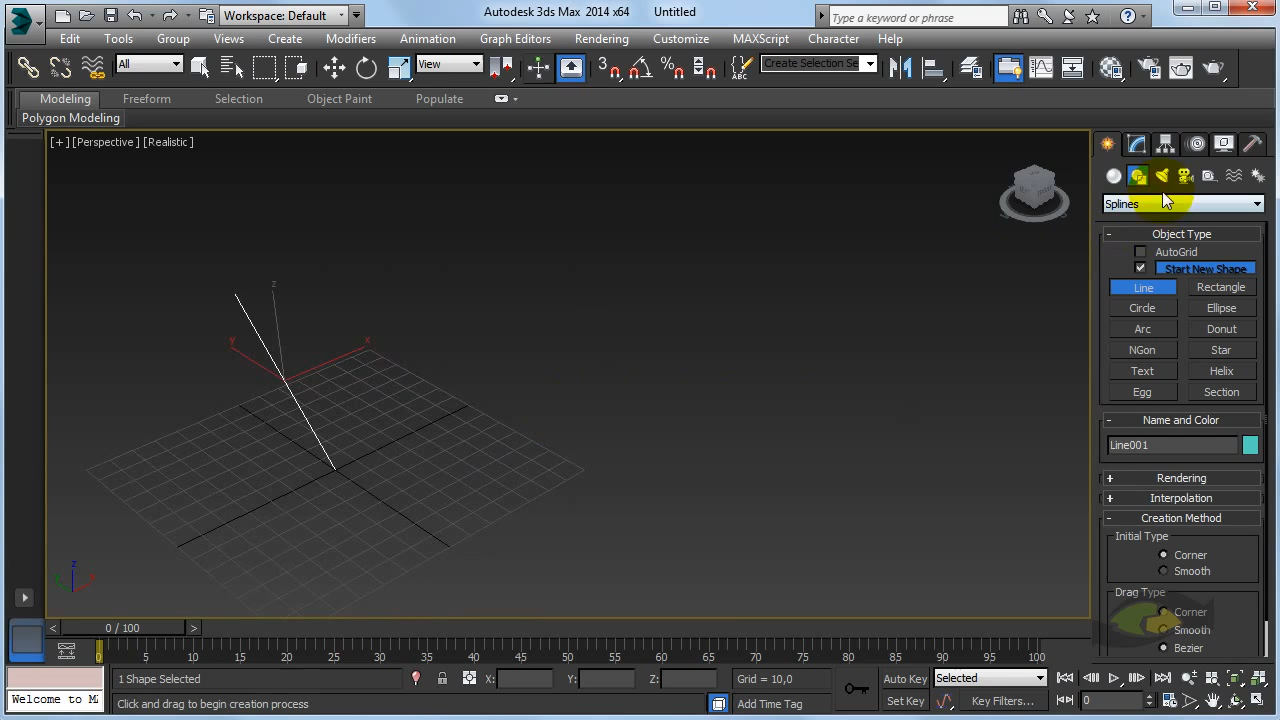 Workspace: Default
Autodesk 3ds Max 2014 x64 Untitled
Type a keyword or phrase
Edit Tools Group Views Create Modifiers Animation Graph Editors Rendering Customize MAXScript Character Help
All
View
3
Create Selection Se
Modeling Freeform Selection Object Paint Populate
Polygon Modeling
[+][Perspective][Realistic]
Splines
Object Type
AutoGrid
Start New Shape
Line Rectangle
Circle Ellipse
Arc Donut
NGon Star
Text Helix
Egg Section
Name and Color
Line001
Rendering
Interpolation
Creation Method
Initial Type
Corner
Smooth
Drag Type
Corner
Smooth
Bezier
z
y
x
z
0 / 100
0 5 10 15 20 25 30 35 40 45 50 55 60 65 70 75 80 85 90 95 100
1 Shape Selected X: Y: Z: Grid = 10,0 Auto Key Selected
Welcome to M
Click and drag to begin creation process Add Time Tag Set Key Key Filters... 0